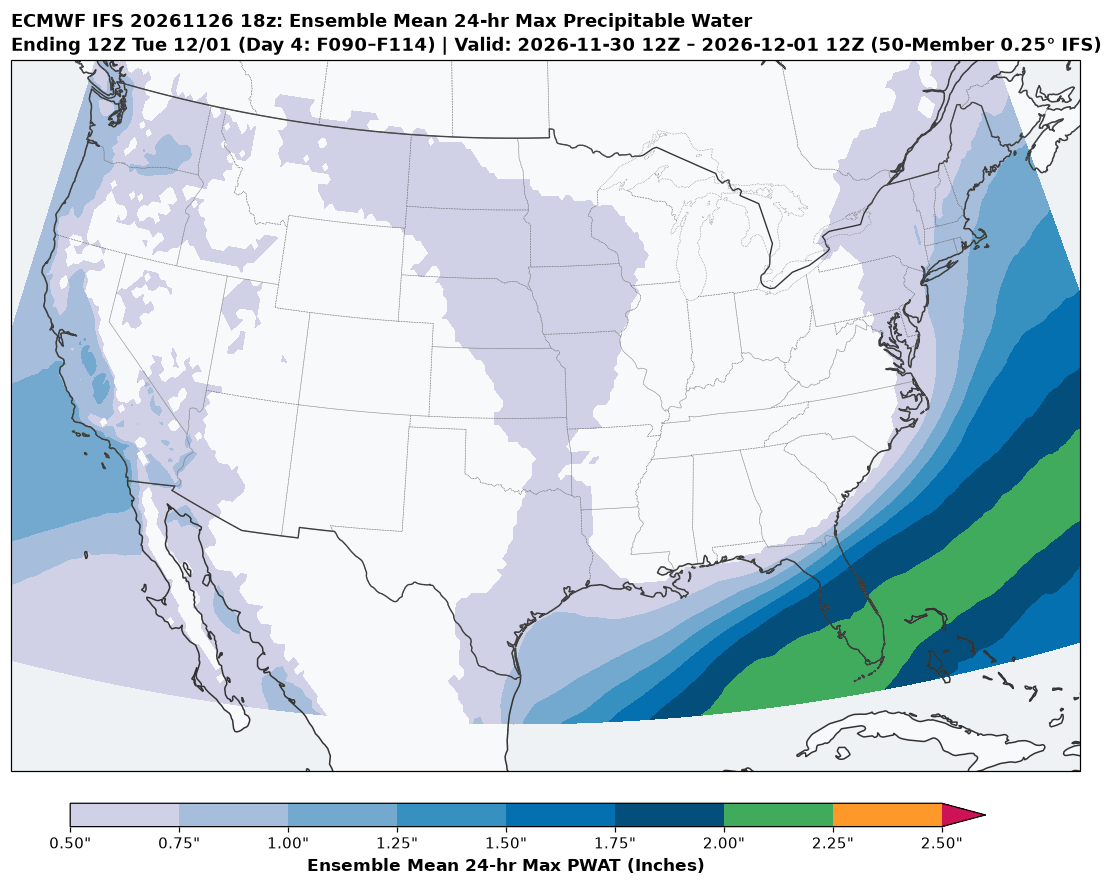 ECMWF IFS 20261126 18z: Ensemble Mean 24-hr Max Precipitable Water
Ending 12Z Tue 12/01 (Day 4: F090–F114) | Valid: 2026-11-30 12Z – 2026-12-01 12Z (50-Member 0.25° IFS)
0.50" 0.75" 1.00" 1.25" 1.50" 1.75" 2.00" 2.25" 2.50"
Ensemble Mean 24-hr Max PWAT (Inches)